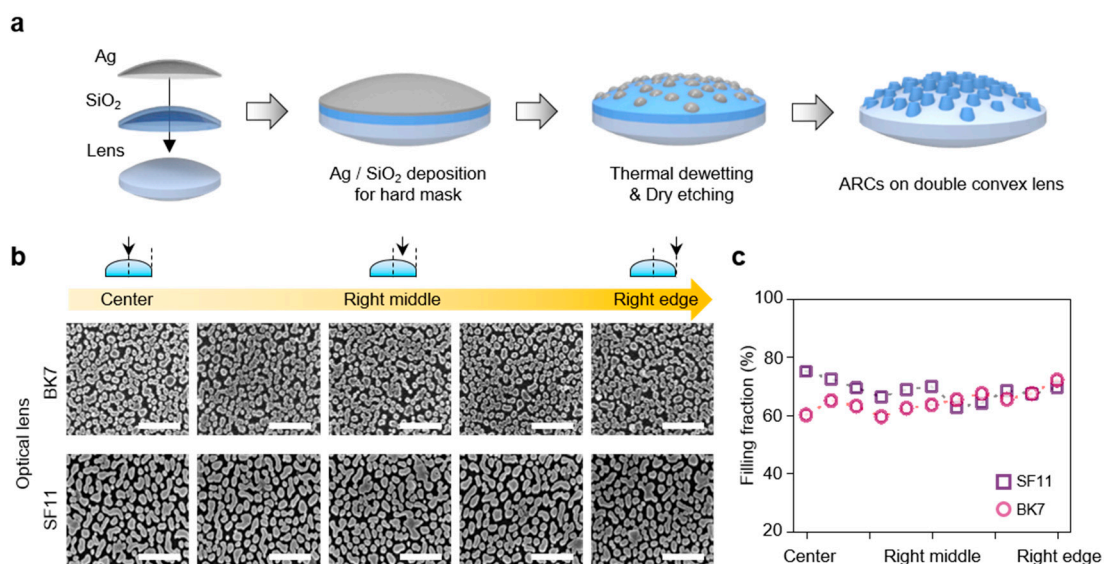 a
Ag
SiO₂
Lens
Ag / SiO₂ deposition
for hard mask
Thermal dewetting
& Dry etching
ARCs on double convex lens
b
Center
Right middle
Right edge
Optical lens
BK7
SF11
c
Filling fraction (%)
100
80
60
40
20
SF11
BK7
Center
Right middle
Right edge